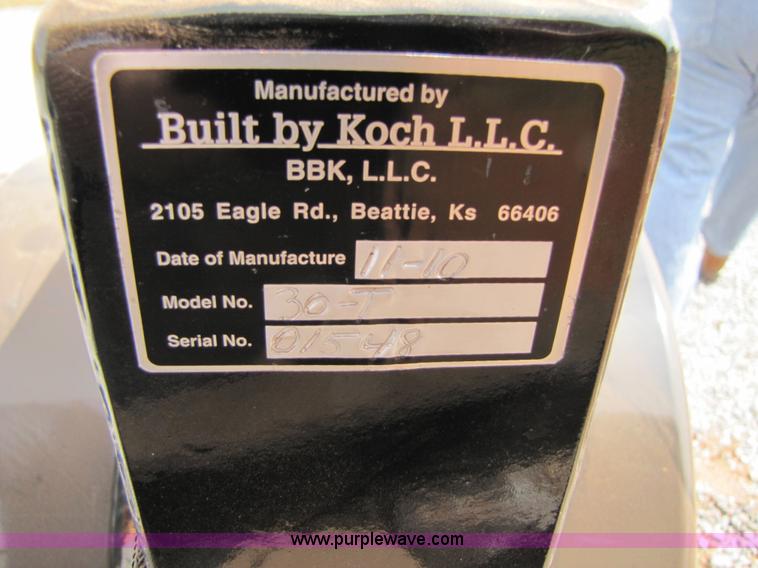 Manufactured by
Built by Koch L.L.C.
BBK, L.L.C.
2105 Eagle Rd., Beattie, Ks 66406
Date of Manufacture 11-10
Model No. 30-T
Serial No. 01548
www.purplewave.com